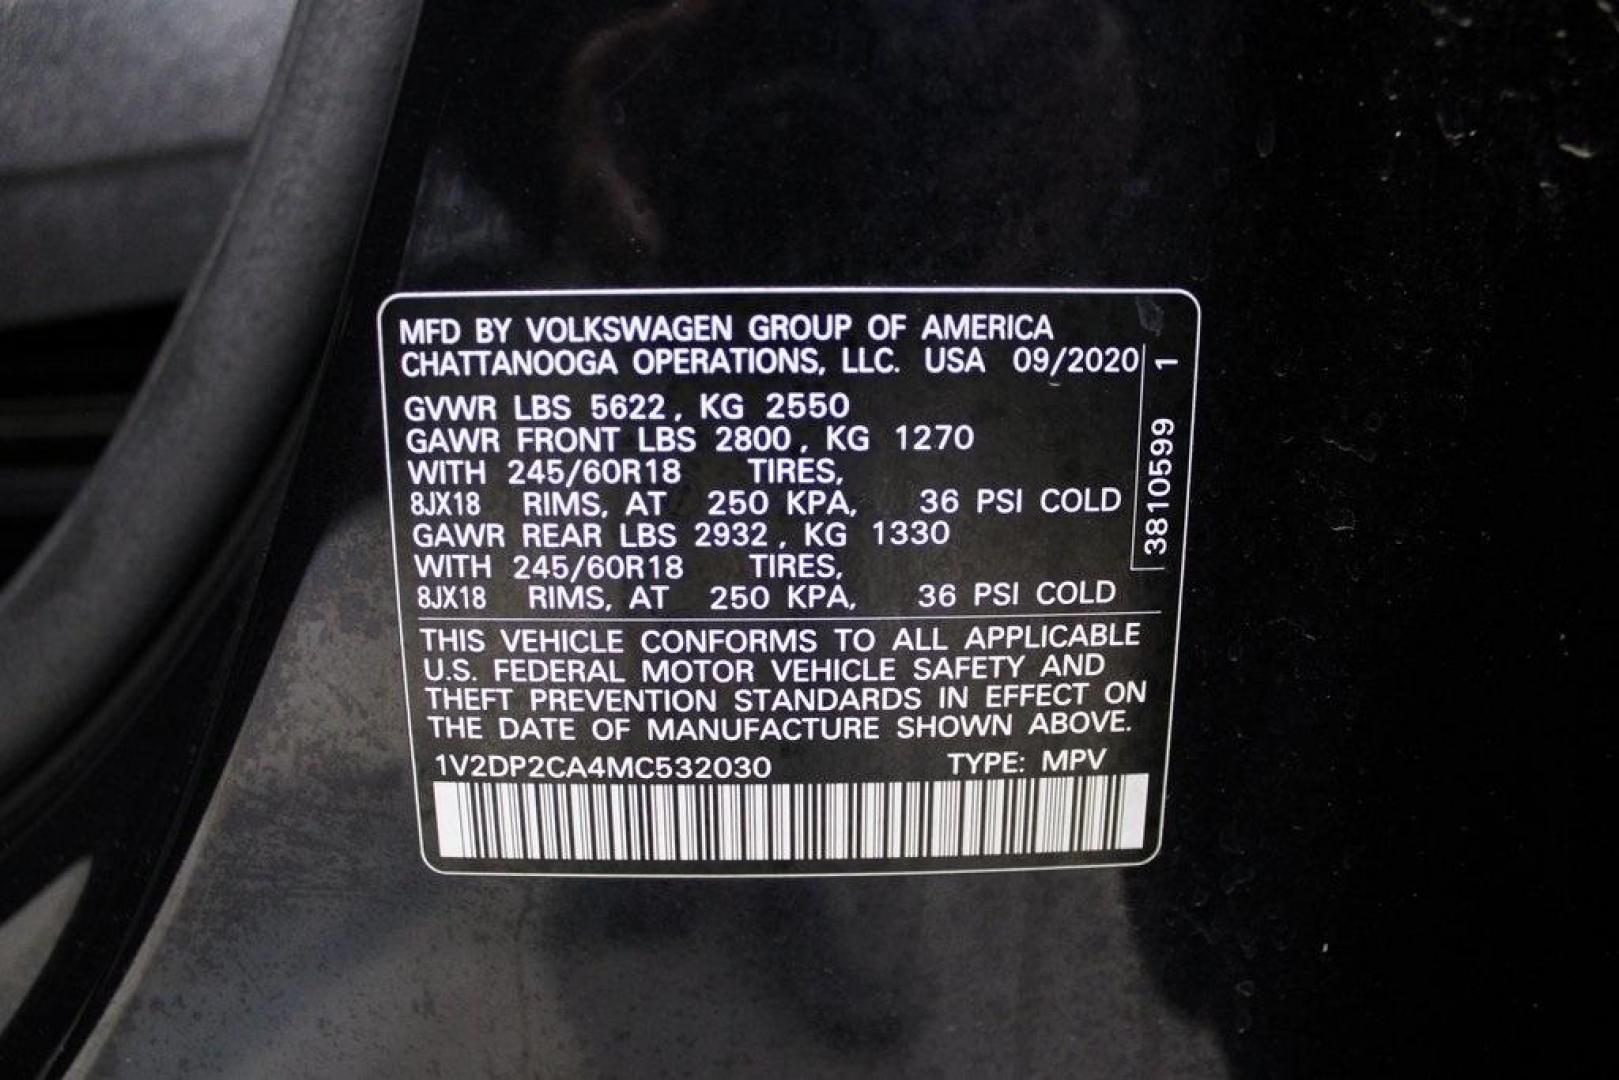 MFD BY VOLKSWAGEN GROUP OF AMERICA
CHATTANOOGA OPERATIONS, LLC. USA 09/2020
GVWR LBS 5622, KG 2550
GAWR FRONT LBS 2800, KG 1270
WITH 245/60R18 TIRES,
8JX18 RIMS, AT 250 KPA, 36 PSI COLD
GAWR REAR LBS 2932, KG 1330
WITH 245/60R18 TIRES,
8JX18 RIMS, AT 250 KPA, 36 PSI COLD
3810599 1
THIS VEHICLE CONFORMS TO ALL APPLICABLE
U.S. FEDERAL MOTOR VEHICLE SAFETY AND
THEFT PREVENTION STANDARDS IN EFFECT ON
THE DATE OF MANUFACTURE SHOWN ABOVE.
1V2DP2CA4MC532030 TYPE: MPV